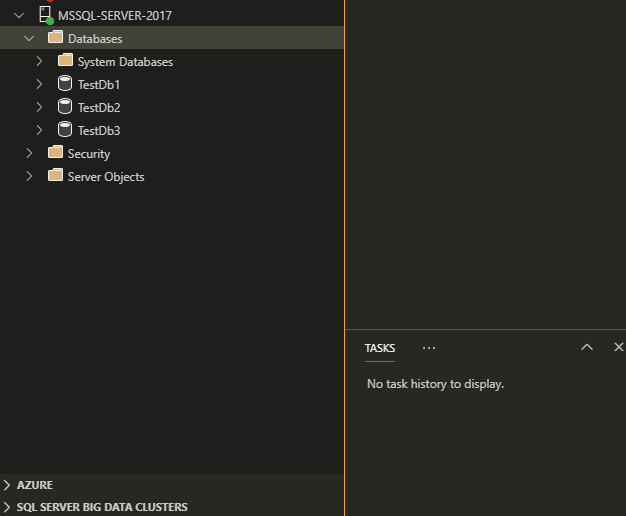 MSSQL-SERVER-2017
Databases
System Databases
TestDb1
TestDb2
TestDb3
Security
Server Objects
TASKS
No task history to display.
AZURE
SQL SERVER BIG DATA CLUSTERS